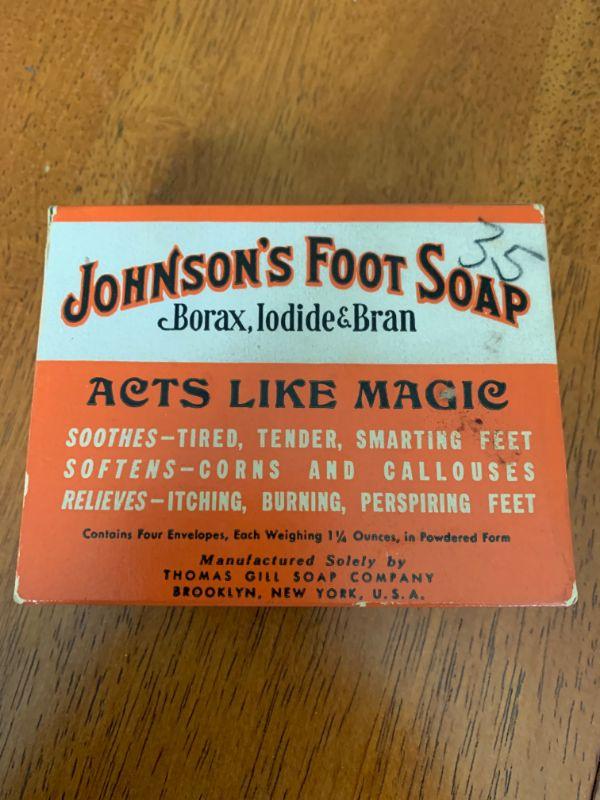 35
JOHNSON'S FOOT SOAP
Borax, Iodide & Bran
ACTS LIKE MAGIC
SOOTHES—TIRED, TENDER, SMARTING FEET
SOFTENS—CORNS AND CALLOUSES
RELIEVES—ITCHING, BURNING, PERSPIRING FEET
Contains Four Envelopes, Each Weighing 1¼ Ounces, in Powdered Form
Manufactured Solely by
THOMAS GILL SOAP COMPANY
BROOKLYN, NEW YORK, U.S.A.